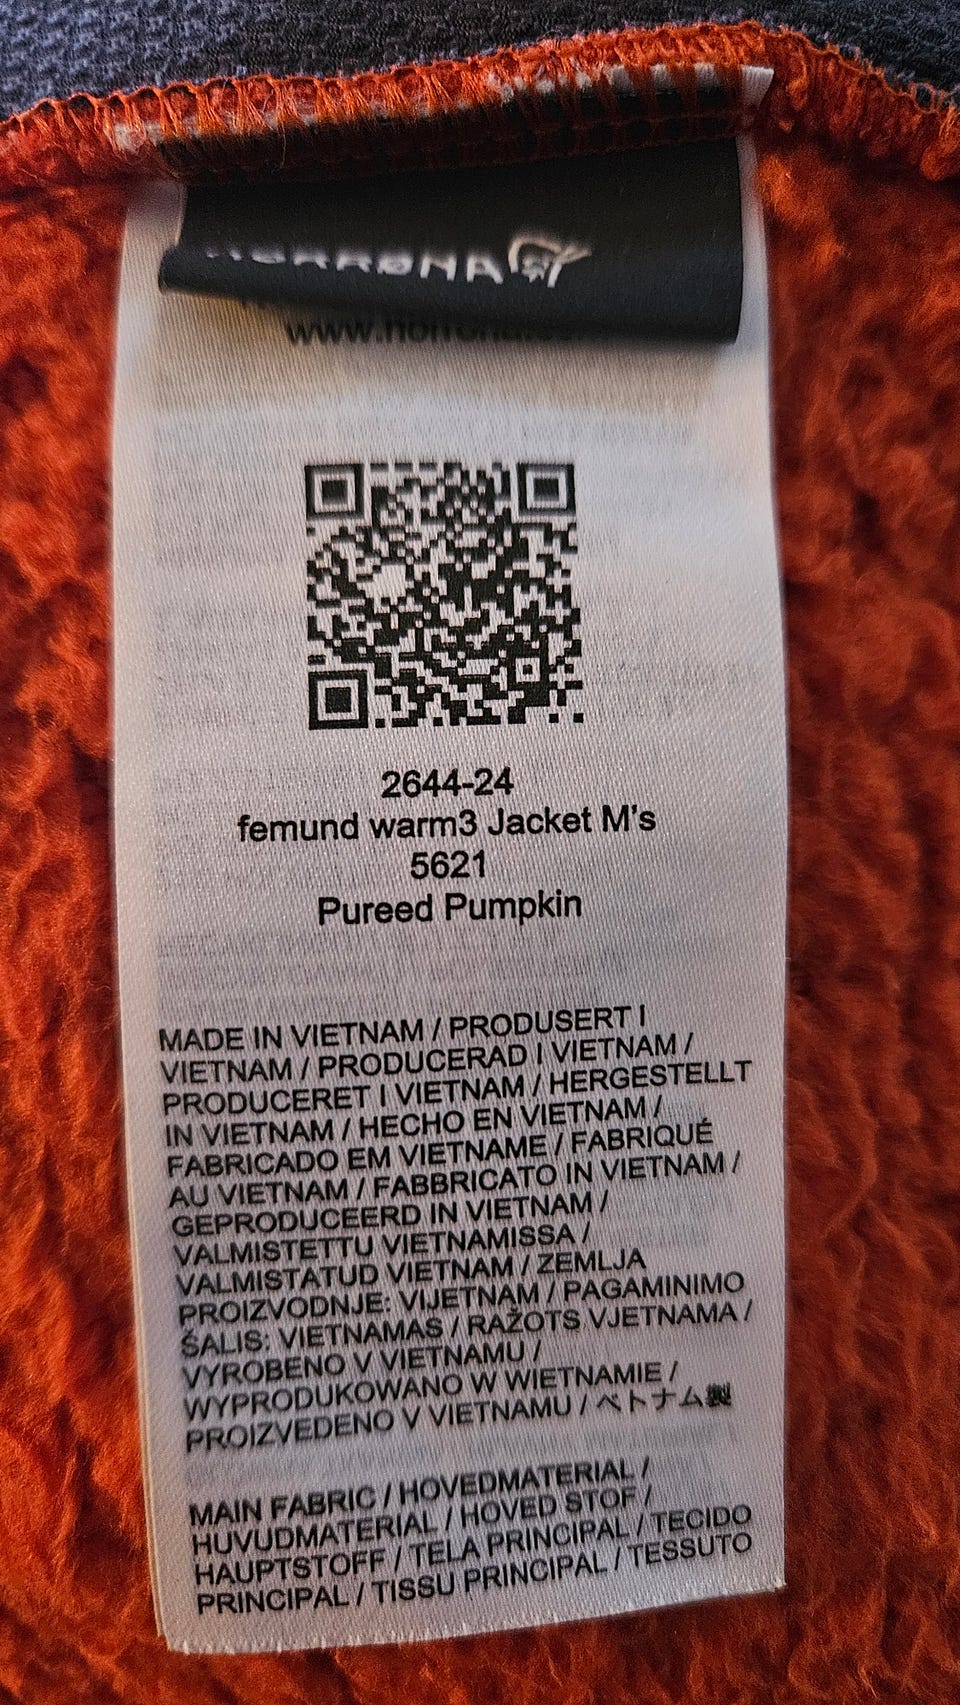 2644-24
femund warm3 Jacket M's
5621
Pureed Pumpkin
MADE IN VIETNAM / PRODUSERT I
VIETNAM / PRODUCERAD I VIETNAM /
PRODUCERET I VIETNAM / HERGESTELLT
IN VIETNAM / HECHO EN VIETNAM /
FABRICADO EM VIETNAME / FABRIQUÉ
AU VIETNAM / FABBRICATO IN VIETNAM /
GEPRODUCEERD IN VIETNAM /
VALMISTETTU VIETNAMISSA /
VALMISTATUD VIETNAM / ZEMLJA
PROIZVODNJE: VIJETNAM / PAGAMINIMO
ŠALIS: VIETNAMAS / RAŽOTS VJETNAMA /
VYROBENO V VIETNAMU /
WYPRODUKOWANO W WIETNAMIE /
PROIZVEDENO V VIETNAMU / ベトナム製
MAIN FABRIC / HOVEDMATERIAL /
HUVUDMATERIAL / HOVED STOF /
HAUPTSTOFF / TELA PRINCIPAL / TECIDO
PRINCIPAL / TISSU PRINCIPAL / TESSUTO